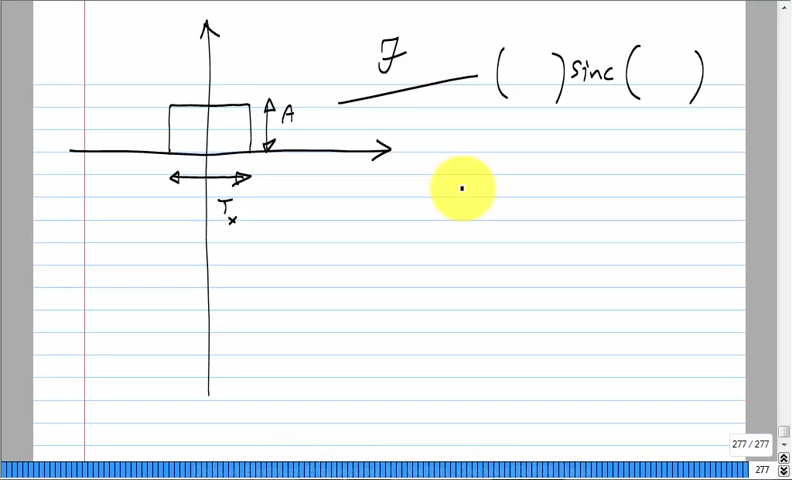 ℱ
( ) sinc ( )
A
Tx
277 / 277
277